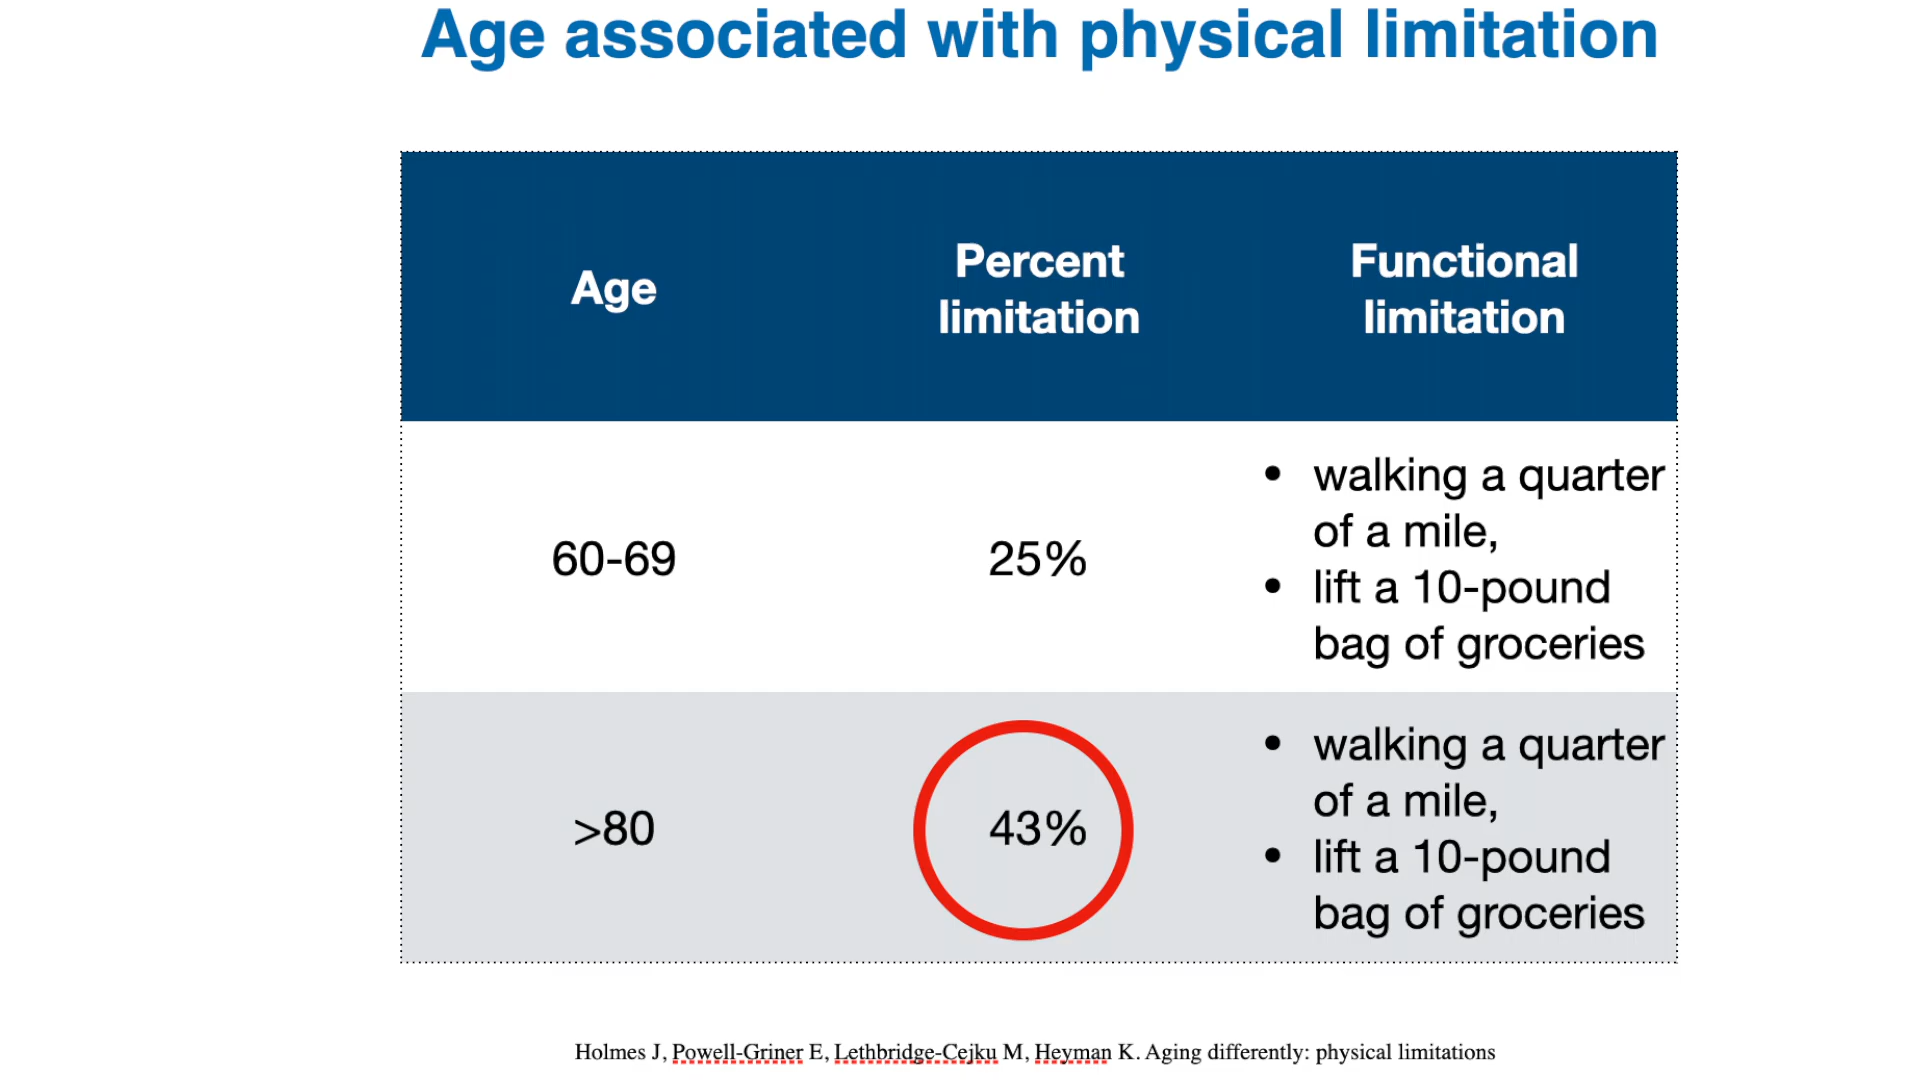 Age associated with physical limitation
Age
Percent
limitation
Functional
limitation
60-69
25%
• walking a quarter
of a mile,
• lift a 10-pound
bag of groceries
>80
43%
• walking a quarter
of a mile,
• lift a 10-pound
bag of groceries
Holmes J, Powell-Griner E, Lethbridge-Cejku M, Heyman K. Aging differently: physical limitations